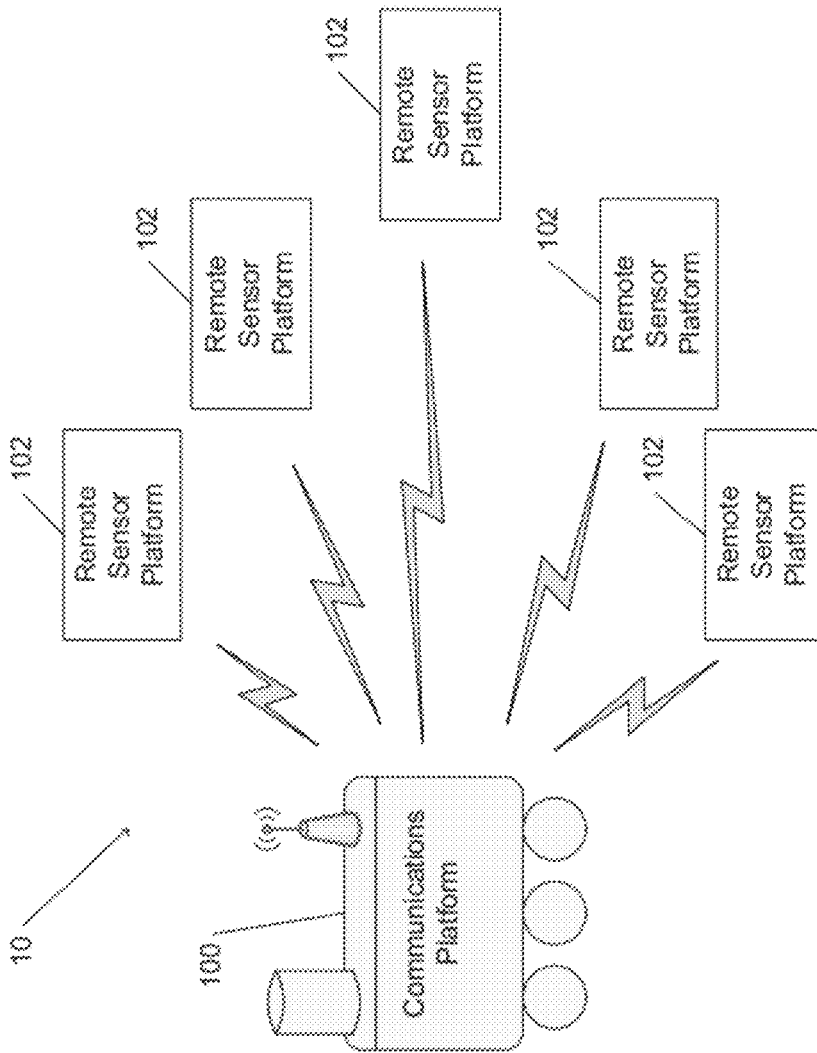 10
100
Communications
Platform
102
Remote
Sensor
Platform
102
Remote
Sensor
Platform
102
Remote
Sensor
Platform
102
Remote
Sensor
Platform
102
Remote
Sensor
Platform